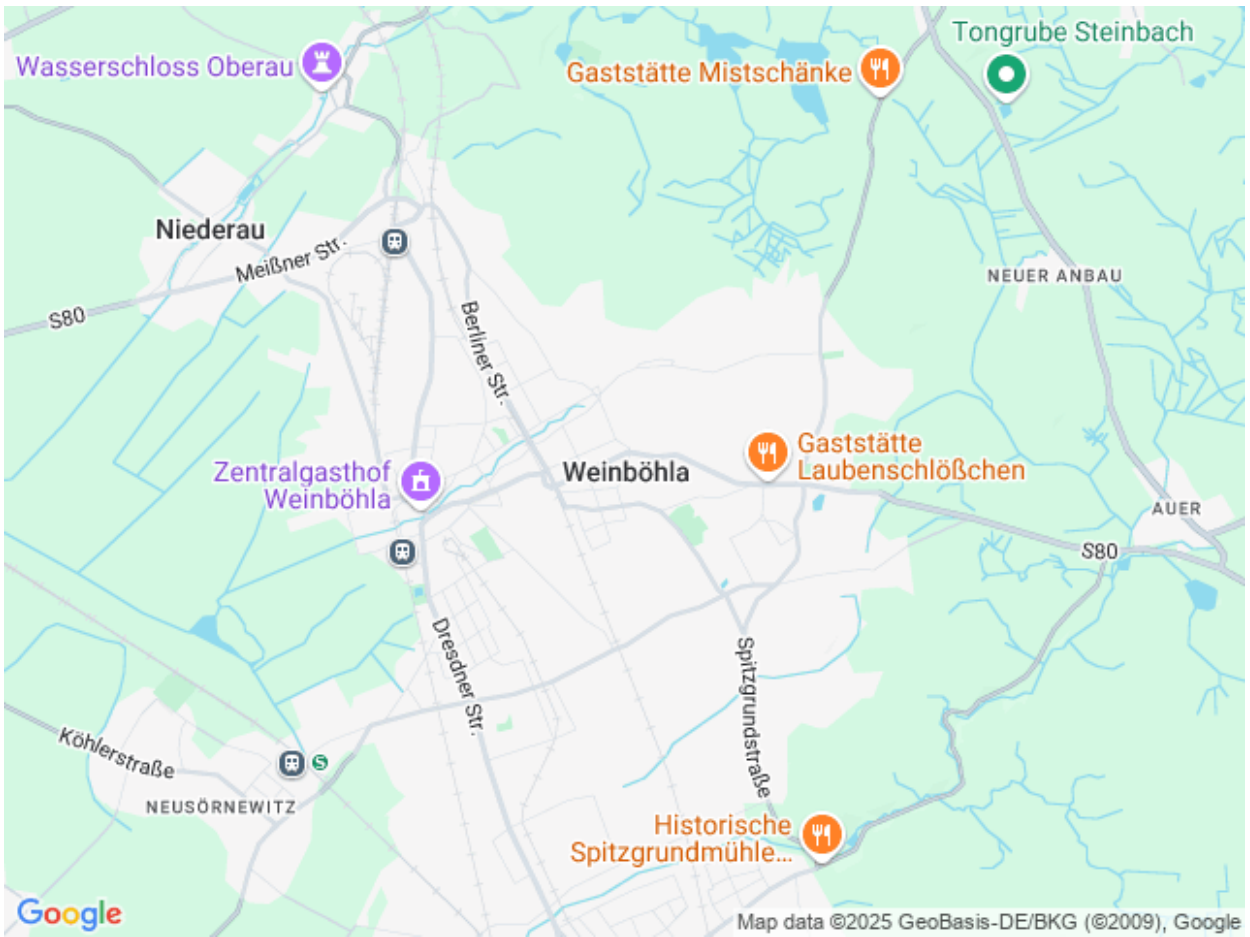 Tongrube Steinbach
Wasserschloss Oberau
Gaststätte Mistschänke
Niederau
Meißner Str.
NEUER ANBAU
S80
Berliner Str.
Gaststätte
Laubenschlößchen
Zentralgasthof
Weinböhla
Weinböhla
AUER
S80
Dresdner Str.
Spitzgrundstraße
Köhlerstraße
S
NEUSÖRNEWITZ
Historische
Spitzgrundmühle...
Google
Map data ©2025 GeoBasis-DE/BKG (©2009), Google